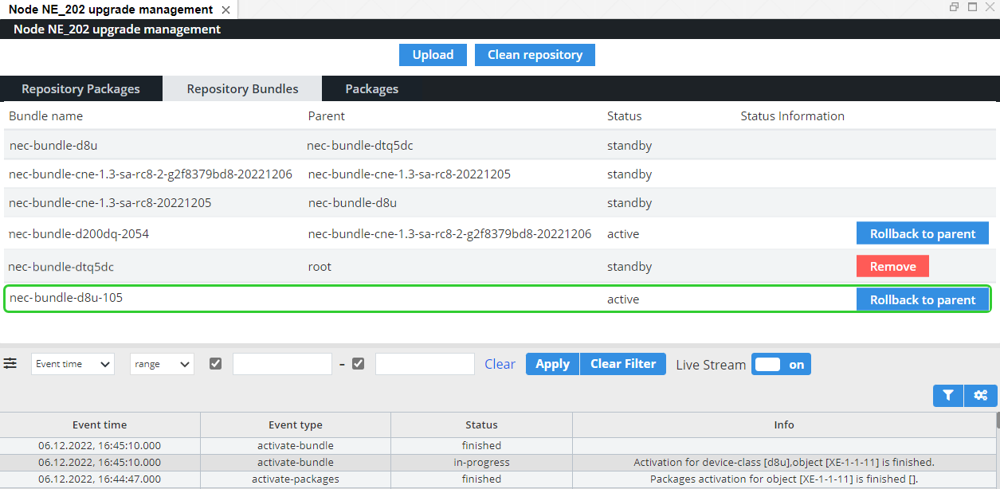 Node NE_202 upgrade management
Node NE_202 upgrade management
Upload Clean repository
Repository Packages Repository Bundles Packages
Bundle name Parent Status Status Information
nec-bundle-d8u nec-bundle-dtq5dc standby
nec-bundle-cne-1.3-sa-rc8-2-g2f8379bd8-20221206 nec-bundle-cne-1.3-sa-rc8-20221205 standby
nec-bundle-cne-1.3-sa-rc8-20221205 nec-bundle-d8u standby
nec-bundle-d200dq-2054 nec-bundle-cne-1.3-sa-rc8-2-g2f8379bd8-20221206 active Rollback to parent
nec-bundle-dtq5dc root standby Remove
nec-bundle-d8u-105 active Rollback to parent
Event time range – Clear Apply Clear Filter Live Stream on
Event time Event type Status Info
06.12.2022, 16:45:10.000 activate-bundle finished
06.12.2022, 16:45:10.000 activate-bundle in-progress Activation for device-class [d8u],object [XE-1-1-11] is finished.
06.12.2022, 16:44:47.000 activate-packages finished Packages activation for object [XE-1-1-11] is finished [].